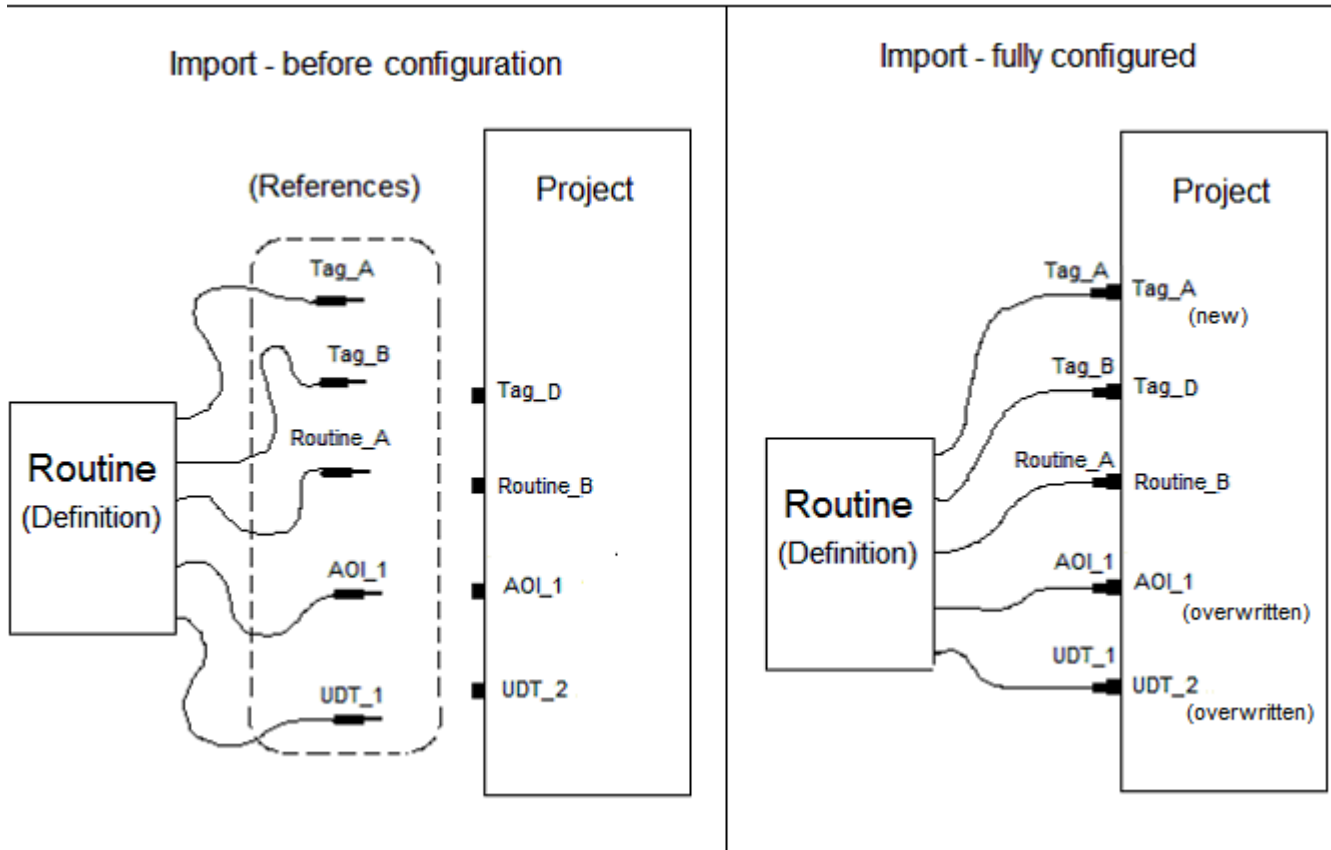 Import - before configuration
(References)
Project
Tag_A
Tag_B
Tag_D
Routine_A
Routine_B
Routine
(Definition)
AOI_1
AOI_1
UDT_1
UDT_2
Import - fully configured
Project
Tag_A
Tag_A
(new)
Tag_B
Tag_D
Routine_A
Routine_B
Routine
(Definition)
AOI_1
AOI_1
(overwritten)
UDT_1
UDT_2
(overwritten)